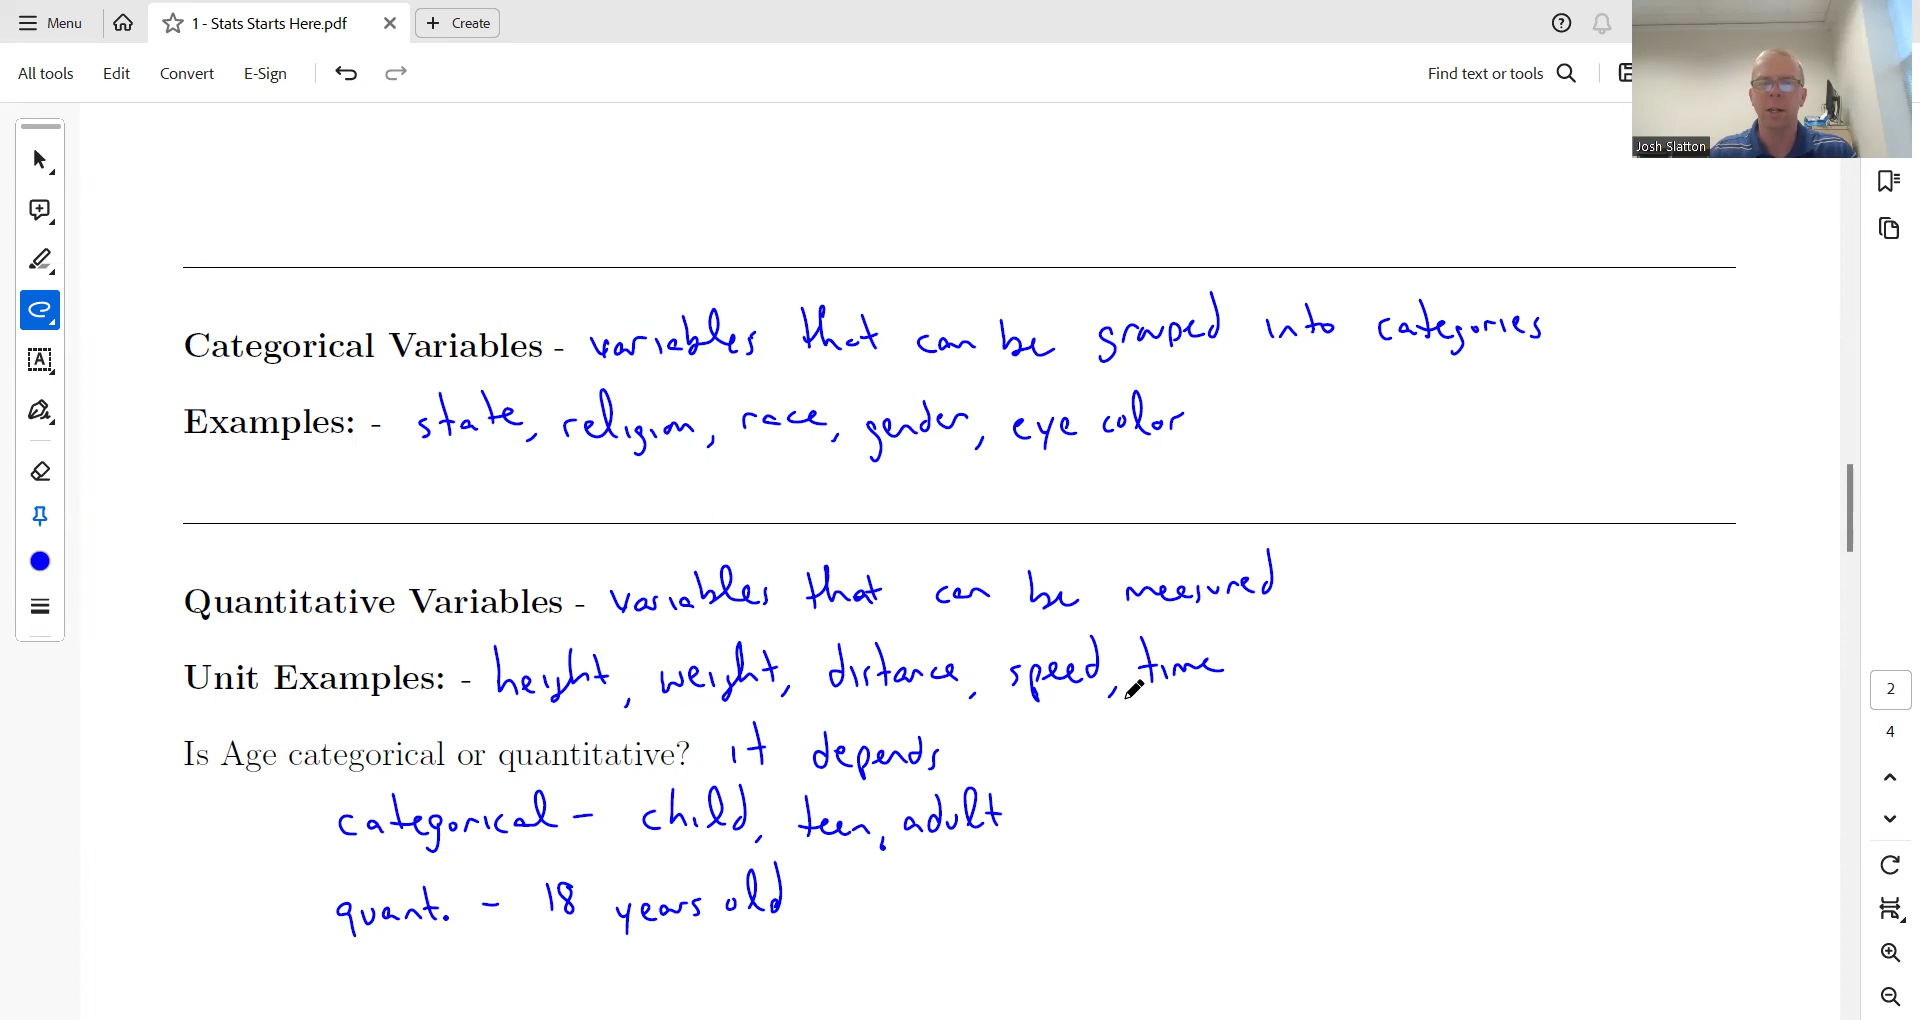 Menu
1 - Stats Starts Here.pdf
Create
All tools
Edit
Convert
E-Sign
Find text or tools
Josh Slatton
Categorical Variables - variables that can be grouped into categories
Examples: - state, religion, race, gender, eye color
Quantitative Variables - variables that can be measured
Unit Examples: - height, weight, distance, speed, time
Is Age categorical or quantitative? it depends
categorical - child, teen, adult
quant. - 18 years old
2
4